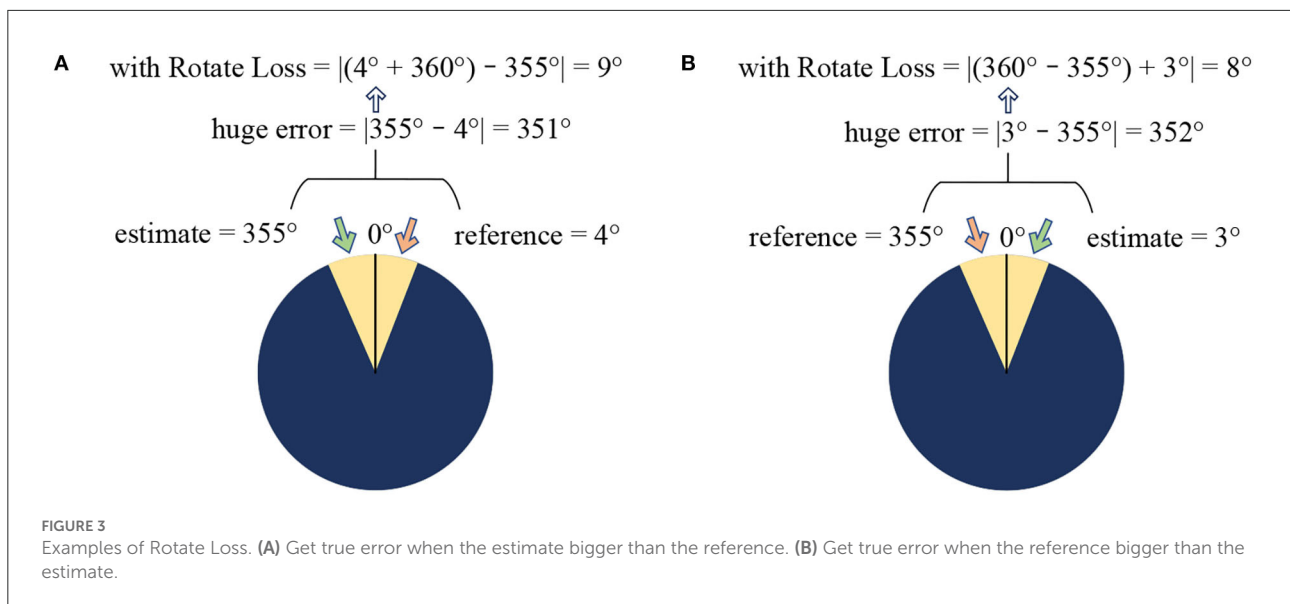 A
with Rotate Loss = |(4° + 360°) − 355°| = 9°
huge error = |355° − 4°| = 351°
estimate = 355°
0°
reference = 4°
B
with Rotate Loss = |(360° − 355°) + 3°| = 8°
huge error = |3° − 355°| = 352°
reference = 355°
0°
estimate = 3°
FIGURE 3
Examples of Rotate Loss. (A) Get true error when the estimate bigger than the reference. (B) Get true error when the reference bigger than the
estimate.